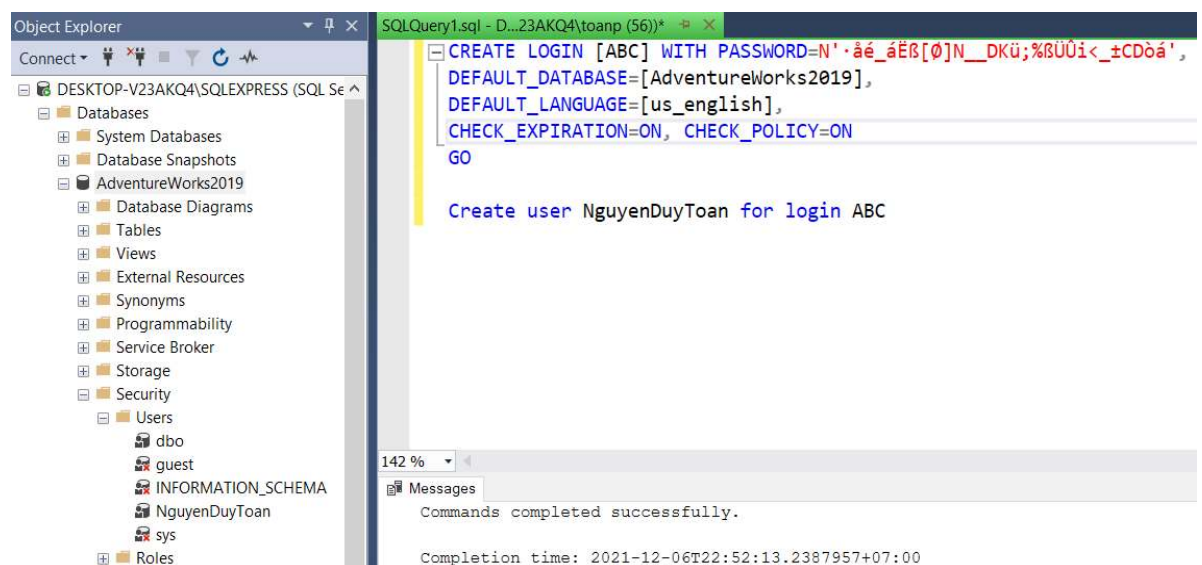 Object Explorer
Connect
DESKTOP-V23AKQ4\SQLEXPRESS (SQL Se
Databases
System Databases
Database Snapshots
AdventureWorks2019
Database Diagrams
Tables
Views
External Resources
Synonyms
Programmability
Service Broker
Storage
Security
Users
dbo
guest
INFORMATION_SCHEMA
NguyenDuyToan
sys
Roles
SQLQuery1.sql - D...23AKQ4\toanp (56))*
CREATE LOGIN [ABC] WITH PASSWORD=N'·åé_áËß[Ø]N__DKü;%ßÜÛi<_±CDòá',
DEFAULT_DATABASE=[AdventureWorks2019],
DEFAULT_LANGUAGE=[us_english],
CHECK_EXPIRATION=ON, CHECK_POLICY=ON
GO
Create user NguyenDuyToan for login ABC
142 %
Messages
Commands completed successfully.
Completion time: 2021-12-06T22:52:13.2387957+07:00